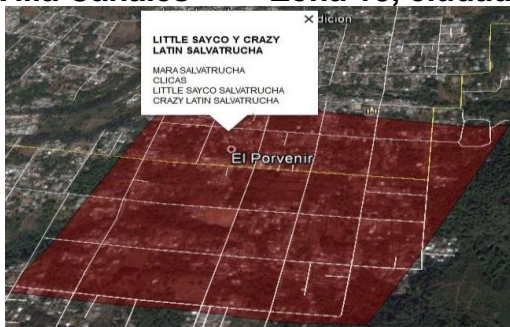 Zona 18, ciudad
dicion
LITTLE SAYCO Y CRAZY
LATIN SALVATRUCHA
MARA SALVATRUCHA
CLICAS
LITTLE SAYCO SALVATRUCHA
CRAZY LATIN SALVATRUCHA
El Porvenir